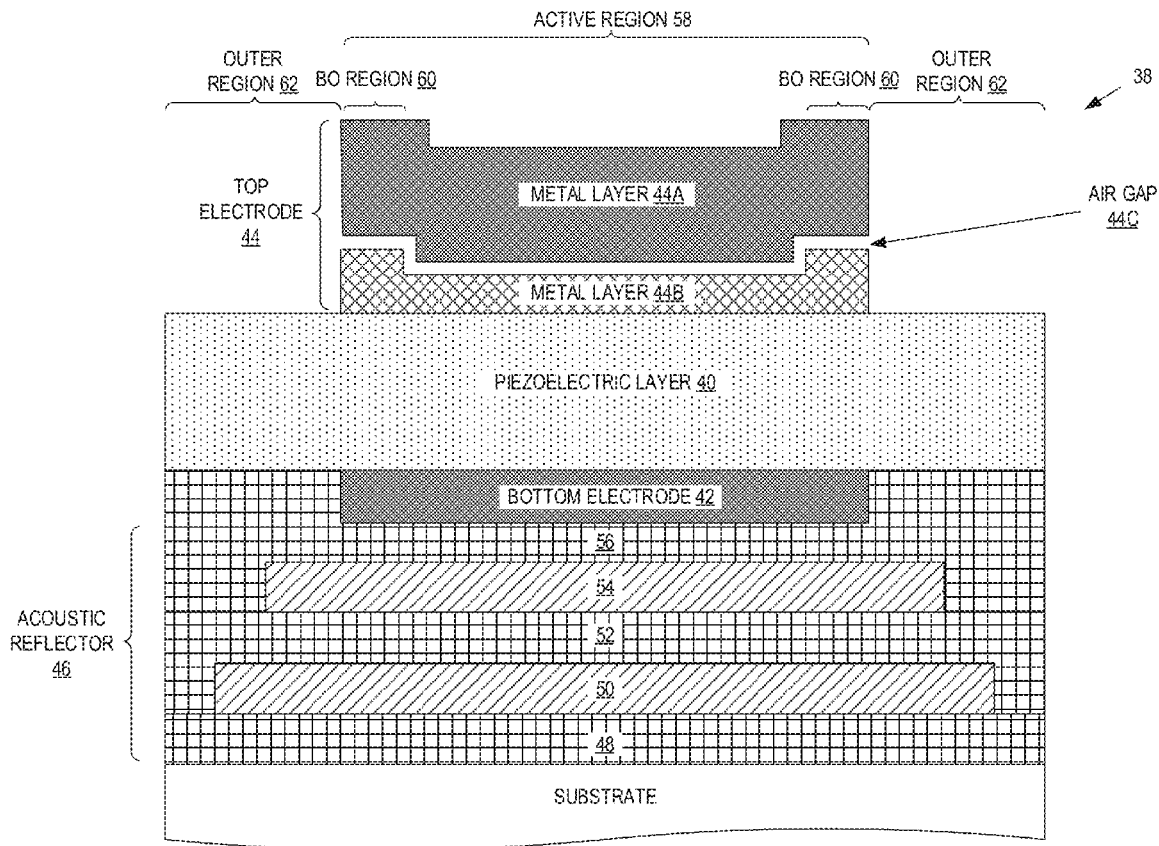 ACTIVE REGION 58
OUTER
REGION 62
BO REGION 60
BO REGION 60
OUTER
REGION 62
38
TOP
ELECTRODE
44
METAL LAYER 44A
AIR GAP
44C
METAL LAYER 44B
PIEZOELECTRIC LAYER 40
BOTTOM ELECTRODE 42
56
54
ACOUSTIC
REFLECTOR
46
52
50
48
SUBSTRATE